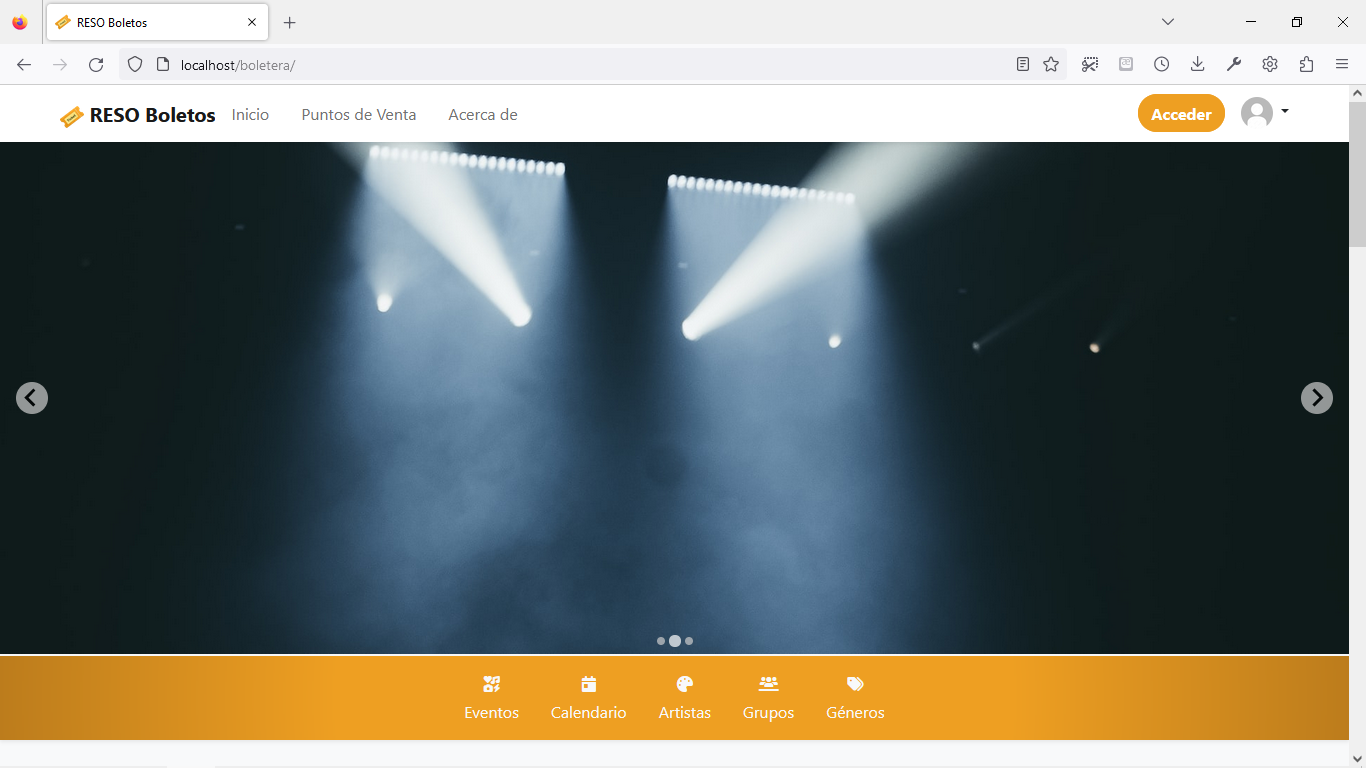 RESO Boletos
localhost/boletera/
RESO Boletos Inicio Puntos de Venta Acerca de Acceder
Eventos Calendario Artistas Grupos Géneros